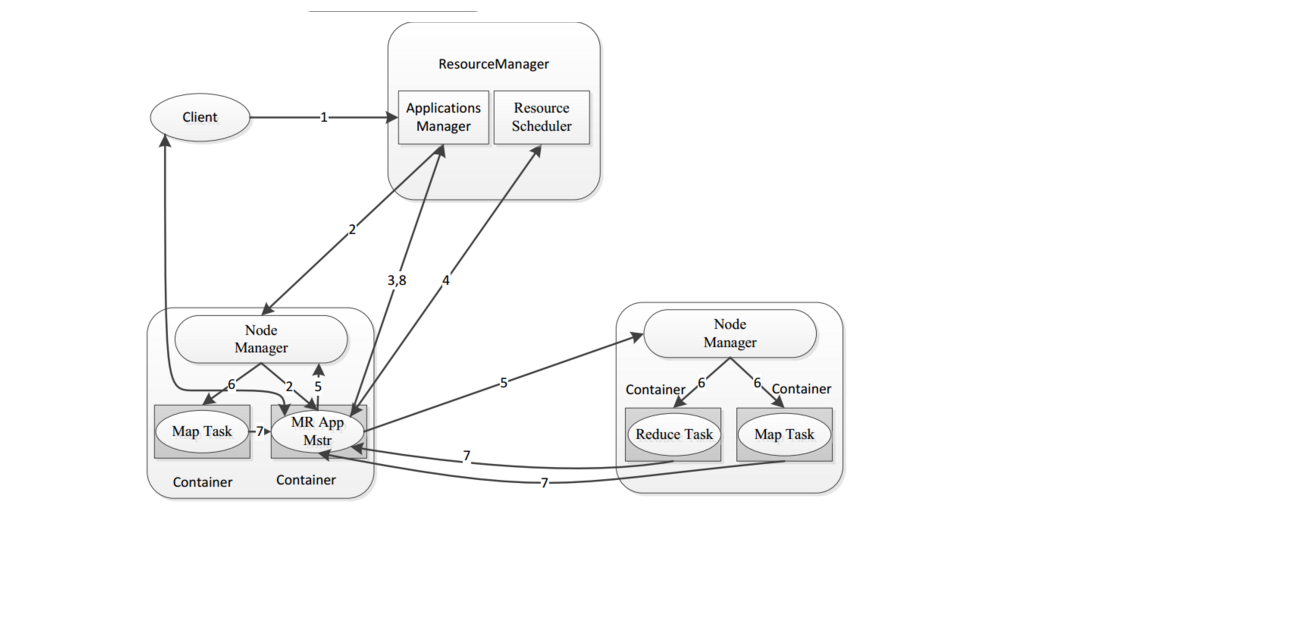 ResourceManager
Applications
Manager
Resource
Scheduler
Client
1
2
3,8
4
Node
Manager
6
2
5
Map Task
7
MR App
Mstr
Container
Container
5
7
7
Node
Manager
Container
6
6
Container
Reduce Task
Map Task